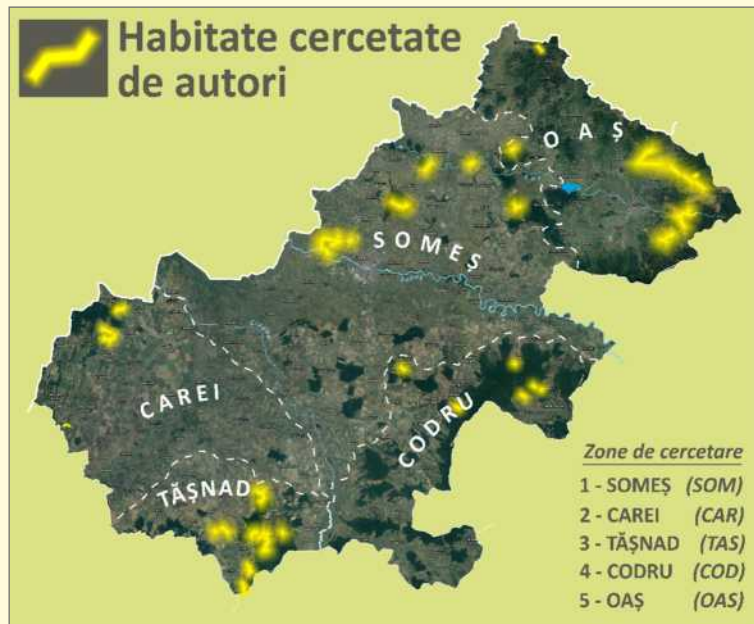 Habitate cercetate
de autori
OAȘ
SOMEȘ
CAREI
CODRU
TĂȘNAD
Zone de cercetare
1 - SOMEȘ (SOM)
2 - CAREI (CAR)
3 - TĂȘNAD (TAS)
4 - CODRU (COD)
5 - OAȘ (OAS)